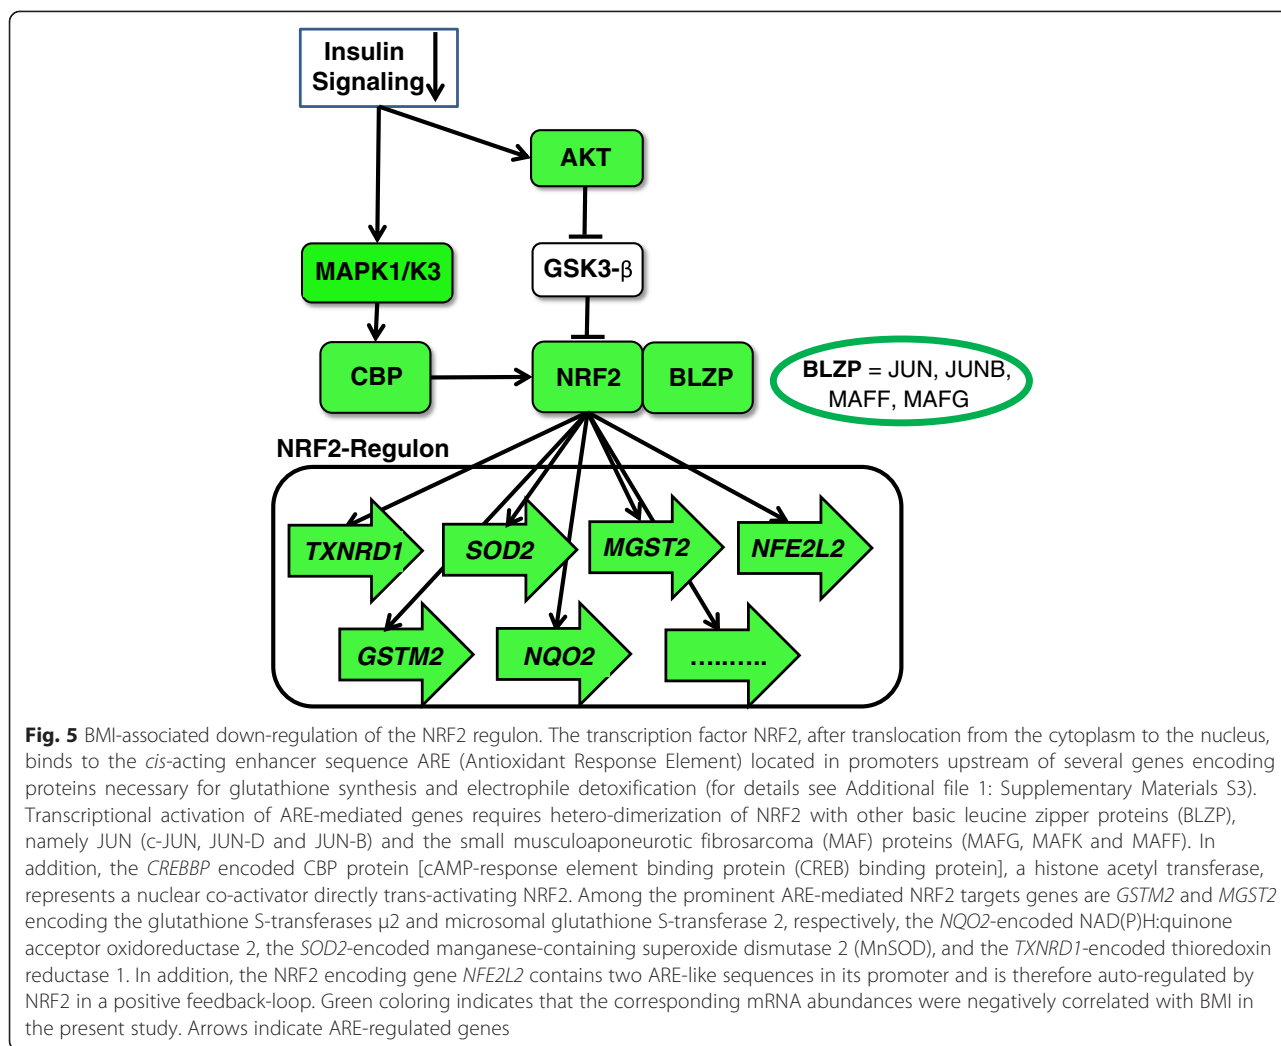 Insulin
Signaling
AKT
MAPK1/K3
GSK3-β
CBP
NRF2
BLZP
BLZP = JUN, JUNB,
MAFF, MAFG
NRF2-Regulon
TXNRD1
SOD2
MGST2
NFE2L2
GSTM2
NQO2
..........
Fig. 5 BMI-associated down-regulation of the NRF2 regulon. The transcription factor NRF2, after translocation from the cytoplasm to the nucleus,
binds to the cis-acting enhancer sequence ARE (Antioxidant Response Element) located in promoters upstream of several genes encoding
proteins necessary for glutathione synthesis and electrophile detoxification (for details see Additional file 1: Supplementary Materials S3).
Transcriptional activation of ARE-mediated genes requires hetero-dimerization of NRF2 with other basic leucine zipper proteins (BLZP),
namely JUN (c-JUN, JUN-D and JUN-B) and the small musculoaponeurotic fibrosarcoma (MAF) proteins (MAFG, MAFK and MAFF). In
addition, the CREBBP encoded CBP protein [cAMP-response element binding protein (CREB) binding protein], a histone acetyl transferase,
represents a nuclear co-activator directly trans-activating NRF2. Among the prominent ARE-mediated NRF2 targets genes are GSTM2 and MGST2
encoding the glutathione S-transferases μ2 and microsomal glutathione S-transferase 2, respectively, the NQO2-encoded NAD(P)H:quinone
acceptor oxidoreductase 2, the SOD2-encoded manganese-containing superoxide dismutase 2 (MnSOD), and the TXNRD1-encoded thioredoxin
reductase 1. In addition, the NRF2 encoding gene NFE2L2 contains two ARE-like sequences in its promoter and is therefore auto-regulated by
NRF2 in a positive feedback-loop. Green coloring indicates that the corresponding mRNA abundances were negatively correlated with BMI in
the present study. Arrows indicate ARE-regulated genes